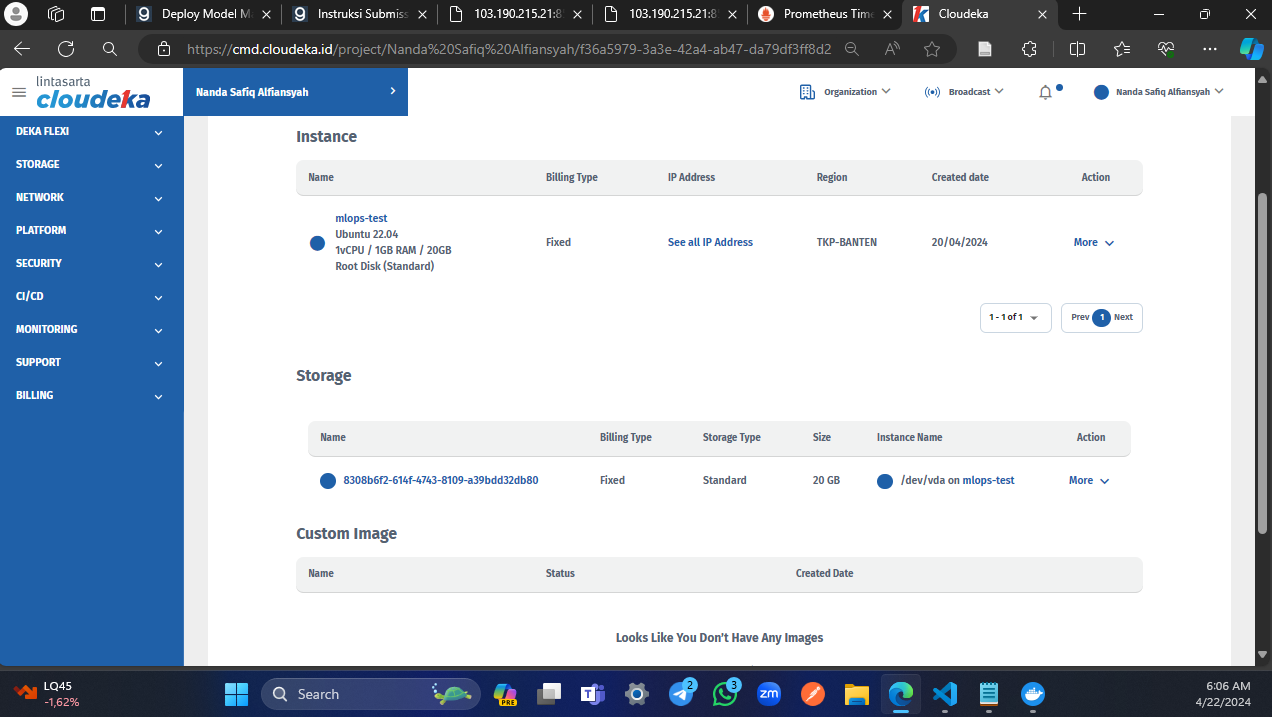 Deploy Model M
Instruksi Submiss
103.190.215.21:8
103.190.215.21:8
Prometheus Time
Cloudeka
https://cmd.cloudeka.id/project/Nanda%20Safiq%20Alfiansyah/f36a5979-3a3e-42a4-ab47-da79df3ff8d2
lintasarta
cloudeka
Nanda Safiq Alfiansyah
Organization
Broadcast
Nanda Safiq Alfiansyah
DEKA FLEXI
STORAGE
NETWORK
PLATFORM
SECURITY
CI/CD
MONITORING
SUPPORT
BILLING
Instance
Name Billing Type IP Address Region Created date Action
mlops-test
Ubuntu 22.04
1vCPU / 1GB RAM / 20GB
Root Disk (Standard)
Fixed See all IP Address TKP-BANTEN 20/04/2024 More
1 - 1 of 1 Prev 1 Next
Storage
Name Billing Type Storage Type Size Instance Name Action
8308b6f2-614f-4743-8109-a39bdd32db80 Fixed Standard 20 GB /dev/vda on mlops-test More
Custom Image
Name Status Created Date
Looks Like You Don't Have Any Images
LQ45
-1,62%
Search
PRE
2
3
zm
6:06 AM
4/22/2024